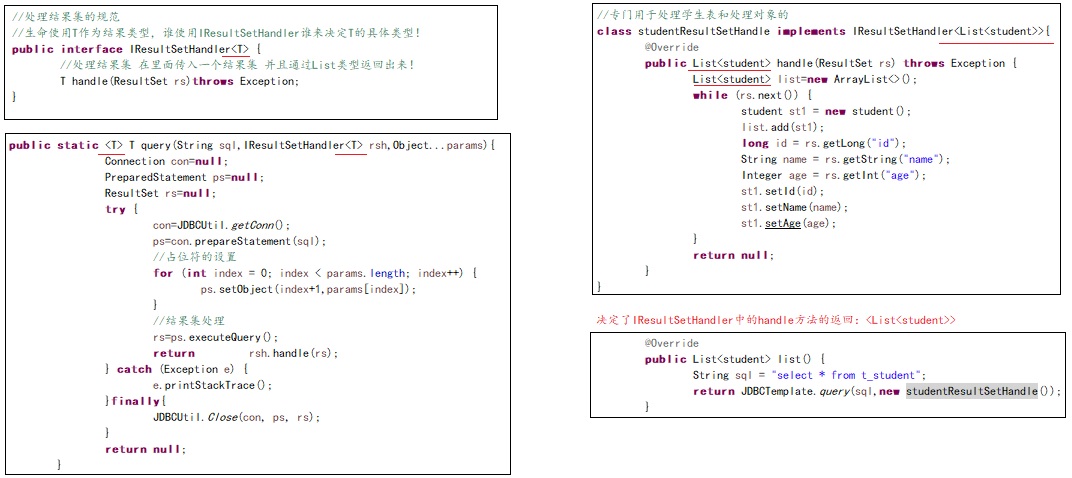 //处理结果集的规范
//生命使用T作为结果类型，谁使用IResultSetHandler谁来决定T的具体类型！
public interface IResultSetHandler<T> {
//处理结果集 在里面传入一个结果集 并且通过List类型返回出来！
T handle(ResultSet rs)throws Exception;
}
public static <T> T query(String sql,IResultSetHandler<T> rsh,Object...params){
Connection con=null;
PreparedStatement ps=null;
ResultSet rs=null;
try {
con=JDBCUtil.getConn();
ps=con.prepareStatement(sql);
//占位符的设置
for (int index = 0; index < params.length; index++) {
ps.setObject(index+1,params[index]);
}
//结果集处理
rs=ps.executeQuery();
return rsh.handle(rs);
} catch (Exception e) {
e.printStackTrace();
}finally{
JDBCUtil.Close(con, ps, rs);
}
return null;
}
//专门用于处理学生表和处理对象的
class studentResultSetHandle implements IResultSetHandler<List<student>>{
@Override
public List<student> handle(ResultSet rs) throws Exception {
List<student> list=new ArrayList<>();
while (rs.next()) {
student st1 = new student();
list.add(st1);
long id = rs.getLong("id");
String name = rs.getString("name");
Integer age = rs.getInt("age");
st1.setId(id);
st1.setName(name);
st1.setAge(age);
}
return null;
}
}
决定了IResultSetHandler中的handle方法的返回：<List<student>>
@Override
public List<student> list() {
String sql = "select * from t_student";
return JDBCTemplate.query(sql,new studentResultSetHandle());
}